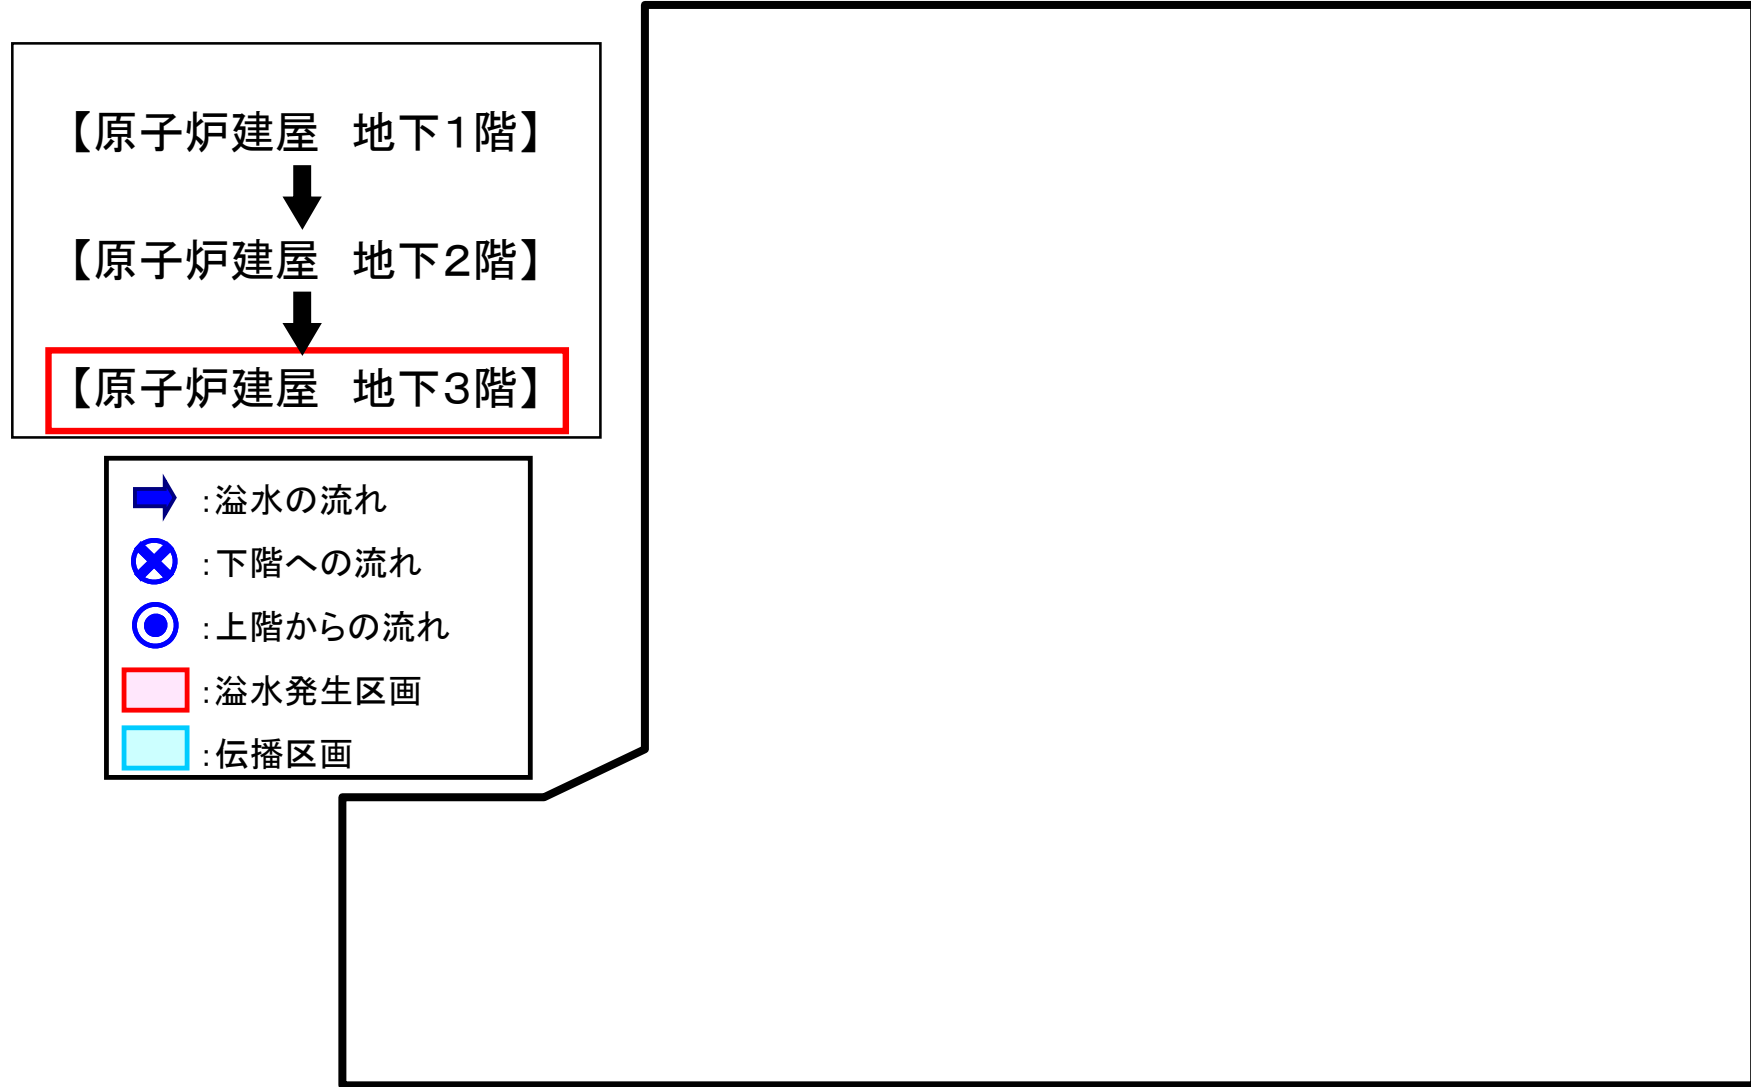 【原子炉建屋　地下1階】
【原子炉建屋　地下2階】
【原子炉建屋　地下3階】
：溢水の流れ
：下階への流れ
：上階からの流れ
：溢水発生区画
：伝播区画